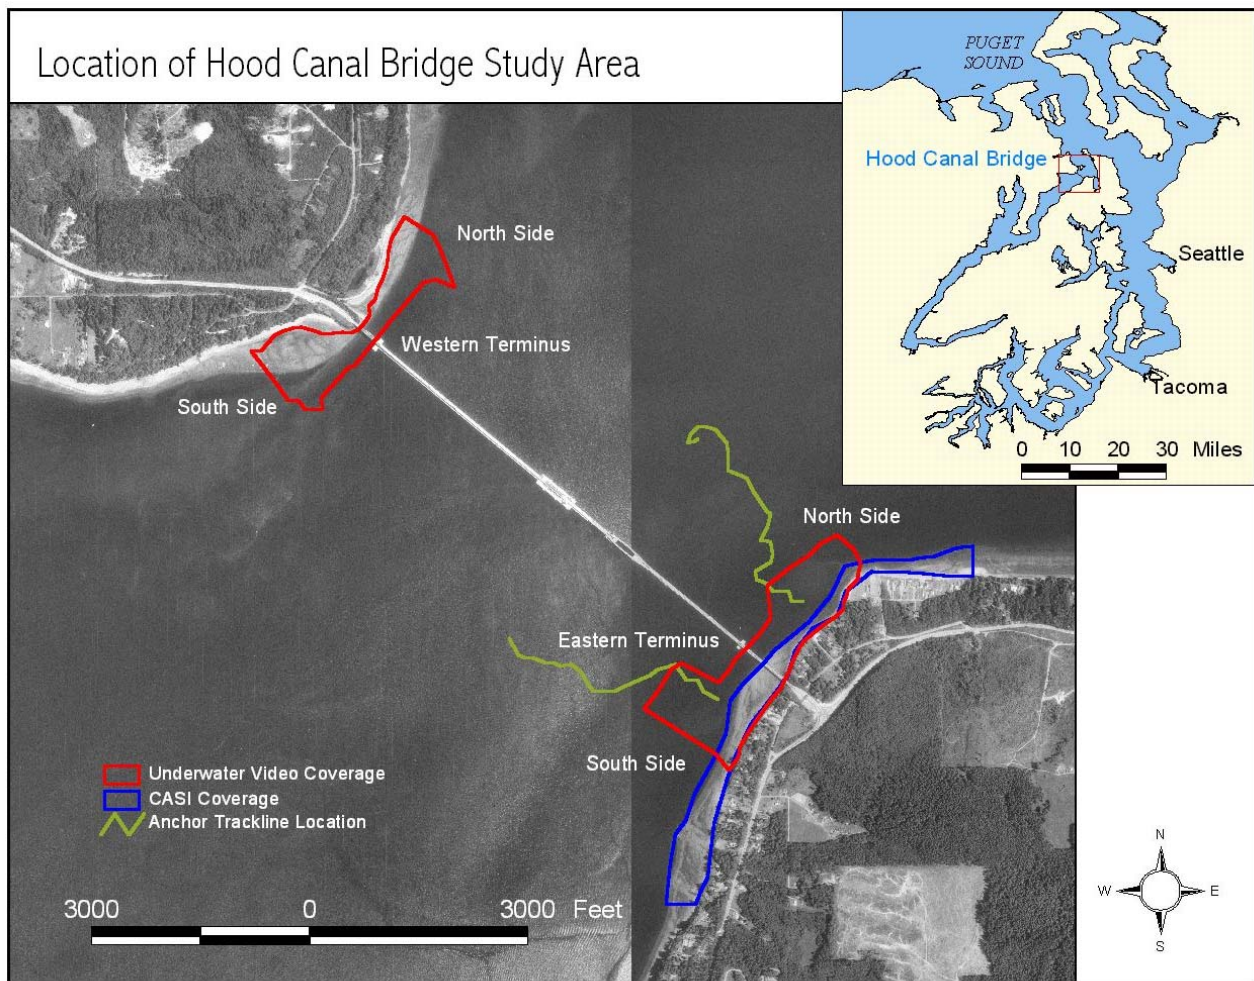 Location of Hood Canal Bridge Study Area
PUGET
SOUND
Hood Canal Bridge
Seattle
Tacoma
0 10 20 30 Miles
North Side
Western Terminus
South Side
North Side
Eastern Terminus
South Side
Underwater Video Coverage
CASI Coverage
Anchor Trackline Location
3000 0 3000 Feet
N
W E
S